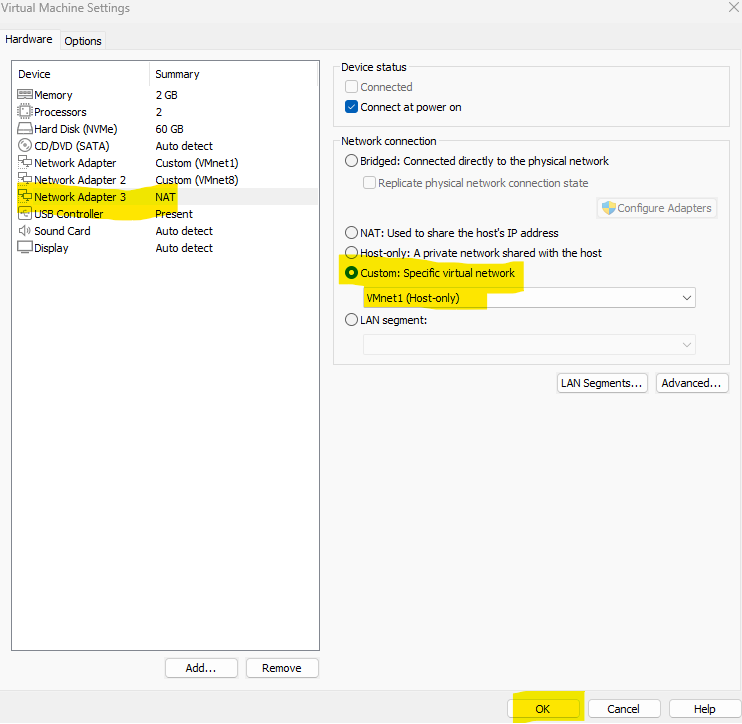 Virtual Machine Settings
Hardware Options
Device Summary
Memory 2 GB
Processors 2
Hard Disk (NVMe) 60 GB
CD/DVD (SATA) Auto detect
Network Adapter Custom (VMnet1)
Network Adapter 2 Custom (VMnet8)
Network Adapter 3 NAT
USB Controller Present
Sound Card Auto detect
Display Auto detect
Add... Remove
Device status
Connected
Connect at power on
Network connection
Bridged: Connected directly to the physical network
Replicate physical network connection state
Configure Adapters
NAT: Used to share the host's IP address
Host-only: A private network shared with the host
Custom: Specific virtual network
VMnet1 (Host-only)
LAN segment:
LAN Segments... Advanced...
OK Cancel Help